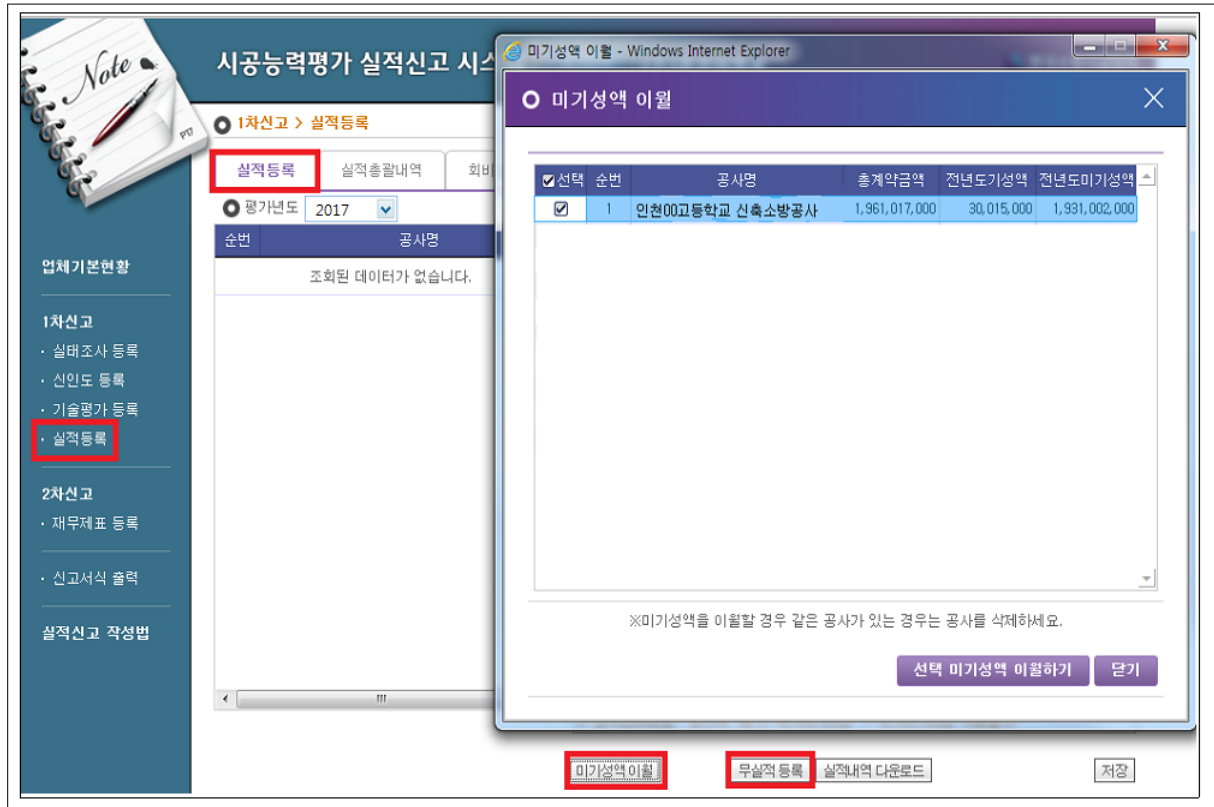 Note
시공능력평가 실적신고 시스
1차신고 > 실적등록
실적등록 실적총괄내역 회비
평가년도 2017
순번 공사명
조회된 데이터가 없습니다.
업체기본현황
1차신고
· 실태조사 등록
· 신인도 등록
· 기술평가 등록
· 실적등록
2차신고
· 재무제표 등록
· 신고서식 출력
실적신고 작성법
미기성액 이월 - Windows Internet Explorer
미기성액 이월
선택 순번 공사명 총계약금액 전년도기성액 전년도미기성액
1 인천00고등학교 신축소방공사 1,961,017,000 30,015,000 1,931,002,000
※미기성액을 이월할 경우 같은 공사가 있는 경우는 공사를 삭제하세요.
선택 미기성액 이월하기 닫기
미기성액이월 무실적 등록 실적내역 다운로드 저장